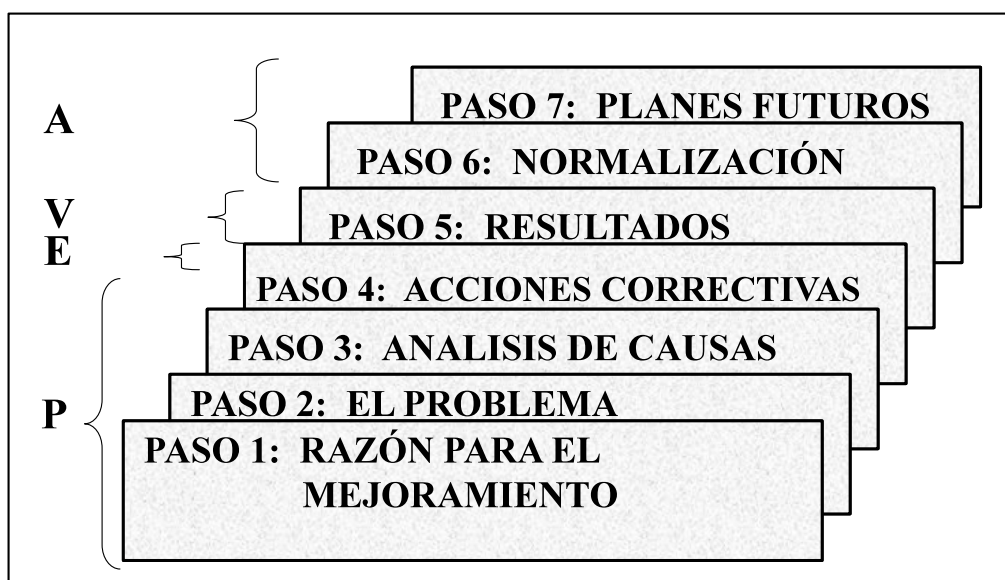 A
PASO 7: PLANES FUTUROS
PASO 6: NORMALIZACIÓN
V
PASO 5: RESULTADOS
E
PASO 4: ACCIONES CORRECTIVAS
PASO 3: ANALISIS DE CAUSAS
P
PASO 2: EL PROBLEMA
PASO 1: RAZÓN PARA EL
MEJORAMIENTO